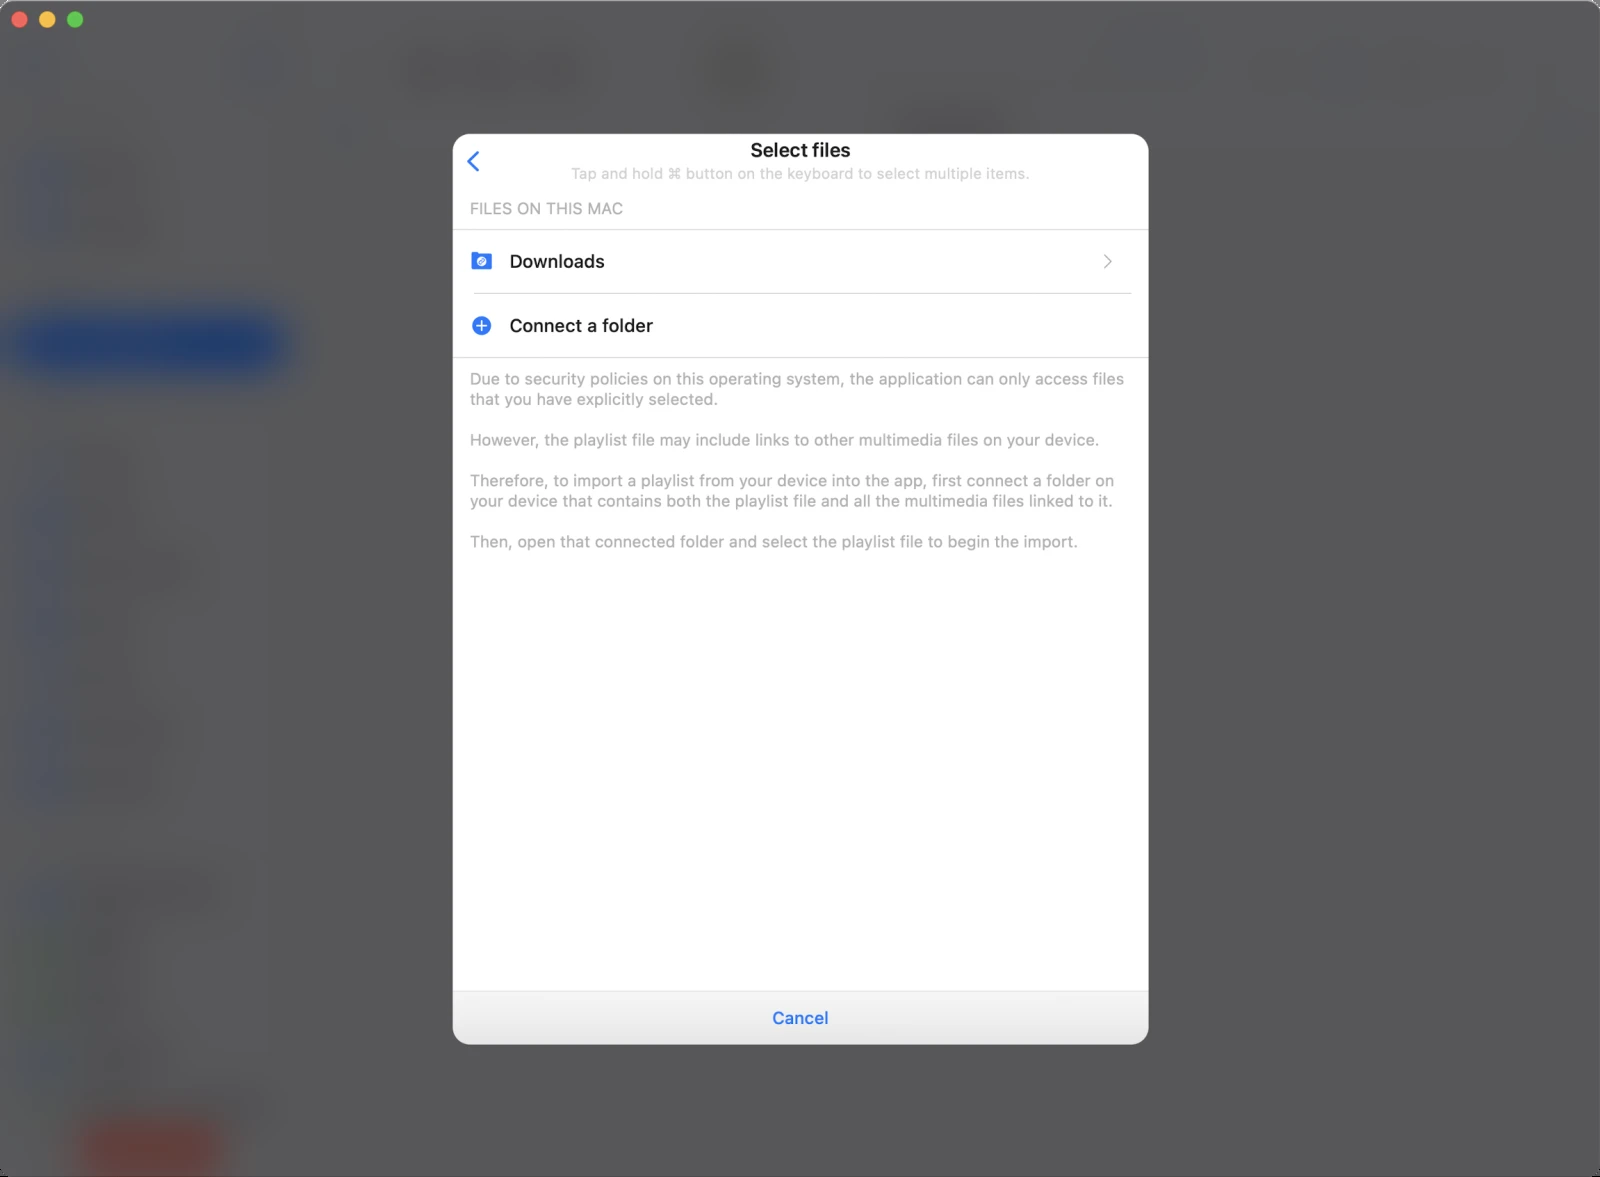 Select files
Tap and hold ⌘ button on the keyboard to select multiple items.
FILES ON THIS MAC
Downloads
Connect a folder
Due to security policies on this operating system, the application can only access files
that you have explicitly selected.
However, the playlist file may include links to other multimedia files on your device.
Therefore, to import a playlist from your device into the app, first connect a folder on
your device that contains both the playlist file and all the multimedia files linked to it.
Then, open that connected folder and select the playlist file to begin the import.
Cancel